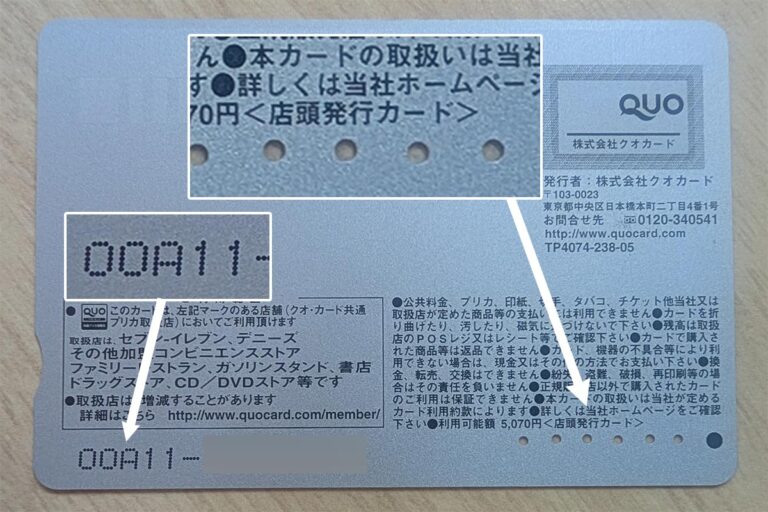 ん●本カードの取扱いは当社
す●詳しくは当社ホームページ
70円＜店頭発行カード＞
00A11-
QUO
株式会社クオカード
発行者：株式会社クオカード
〒103-0023
東京都中央区日本橋本町二丁目4番1号
お問合せ先 0120-340541
http://www.quocard.com
TP4074-238-05
QUO
このカードは、左記マークのある店舗（クオ・カード共通
プリカ取扱店）においてご利用頂けます
取扱店は、セブン-イレブン、デニーズ
その他加盟コンビニエンスストア
ファミリーレストラン、ガソリンスタンド、書店
ドラッグストア、CD／DVDストア等です
●取扱店は増減することがあります
詳細はこちら http://www.quocard.com/member/
00A11-
●公共料金、プリカ、印紙、切手、タバコ、チケット他当社又は
取扱店が定めた商品等の支払いには利用できません●カードを折
り曲げたり、汚したり、磁気に近づけないで下さい●残高は取扱
店のPOSレジ又はレシート等でご確認下さい●カードで購入さ
れた商品等は返品できません●カード、機器の不具合等により利
用できない場合は、現金又はその他の方法でお支払い下さい●換
金、転売、交換はできません●紛失、盗難、破損、再印刷等の場
合はその責任を負いません●正規販売店以外で購入されたカード
のご利用は保証できません●本カードの取扱いは当社が定める
カード利用約款によります●詳しくは当社ホームページをご確認
下さい●利用可能額 5,070円＜店頭発行カード＞